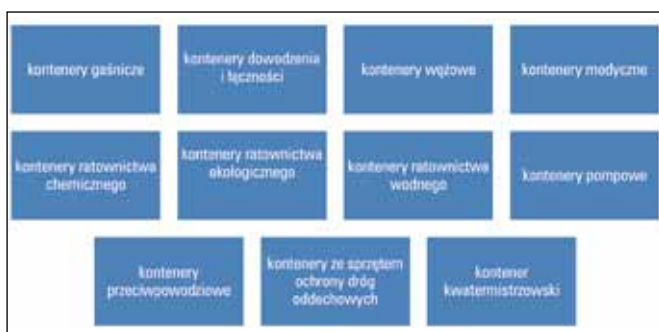 kontenery gaśnicze
kontenery dowodzenia
i łączności
kontenery wężowe
kontenery medyczne
kontenery ratownictwa
chemicznego
kontenery ratownictwa
ekologicznego
kontenery ratownictwa
wodnego
kontenery pompowe
kontenery
przeciwpowodziowe
kontenery ze sprzętem
ochrony dróg
oddechowych
kontener
kwatermistrzowski